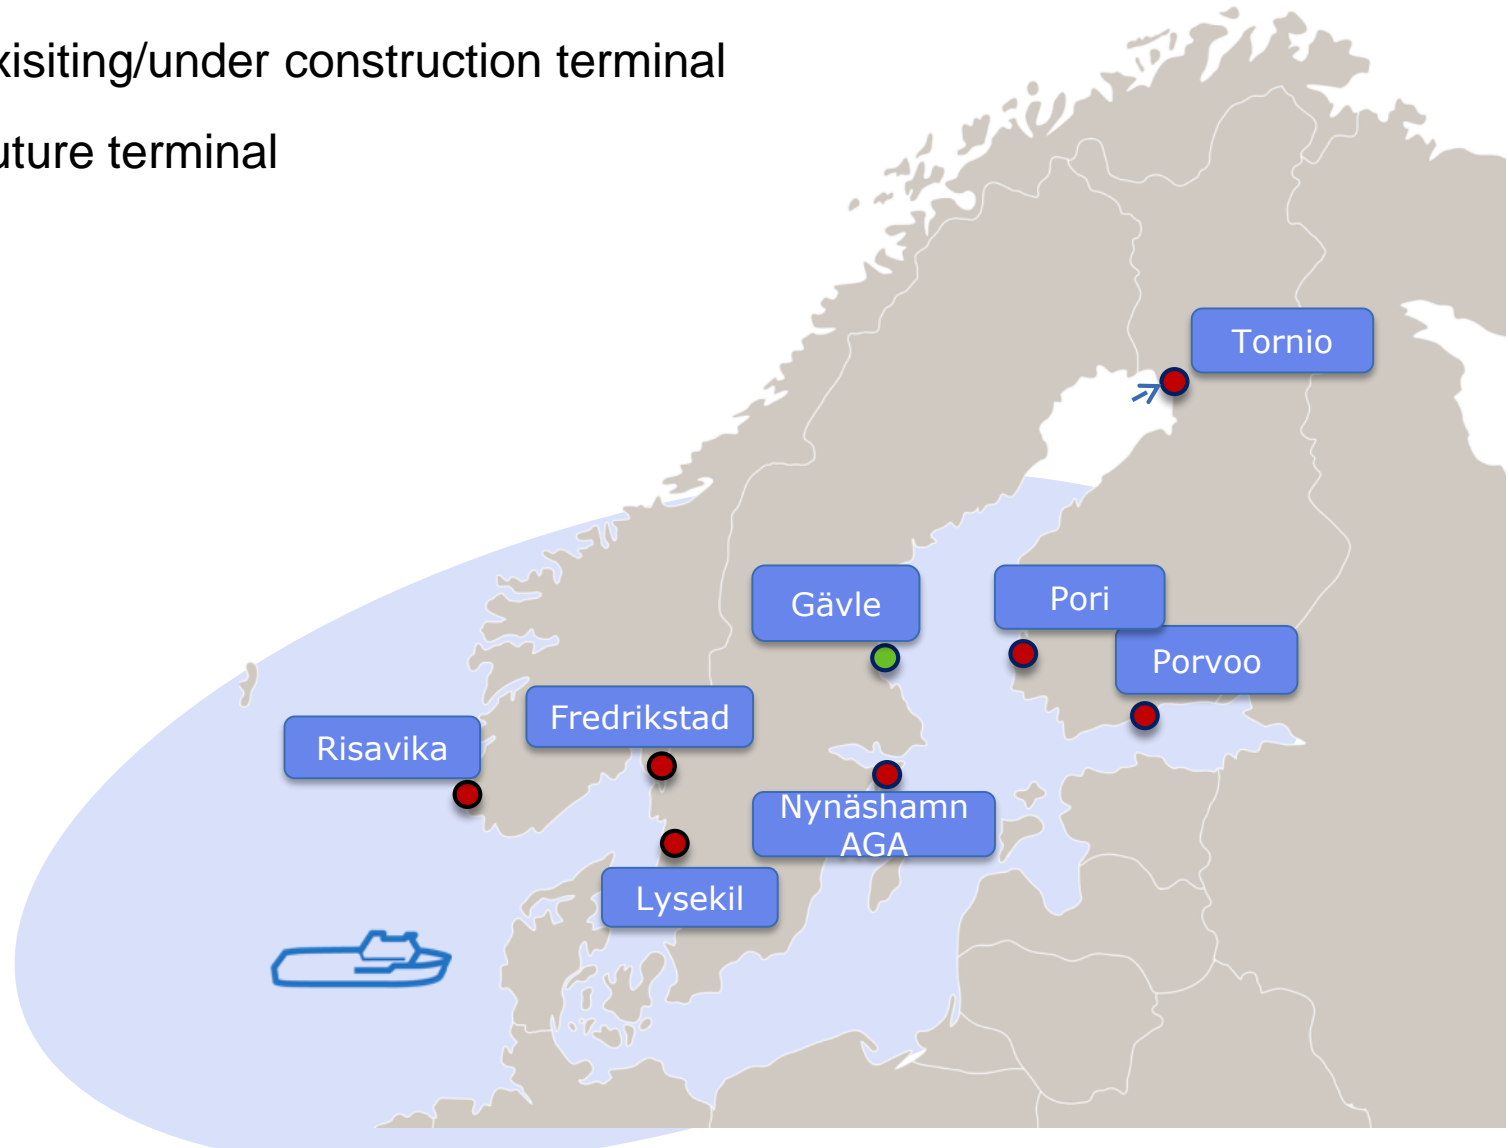 xisiting/under construction terminal
uture terminal
Tornio
Gävle
Pori
Porvoo
Fredrikstad
Risavika
Nynäshamn
AGA
Lysekil